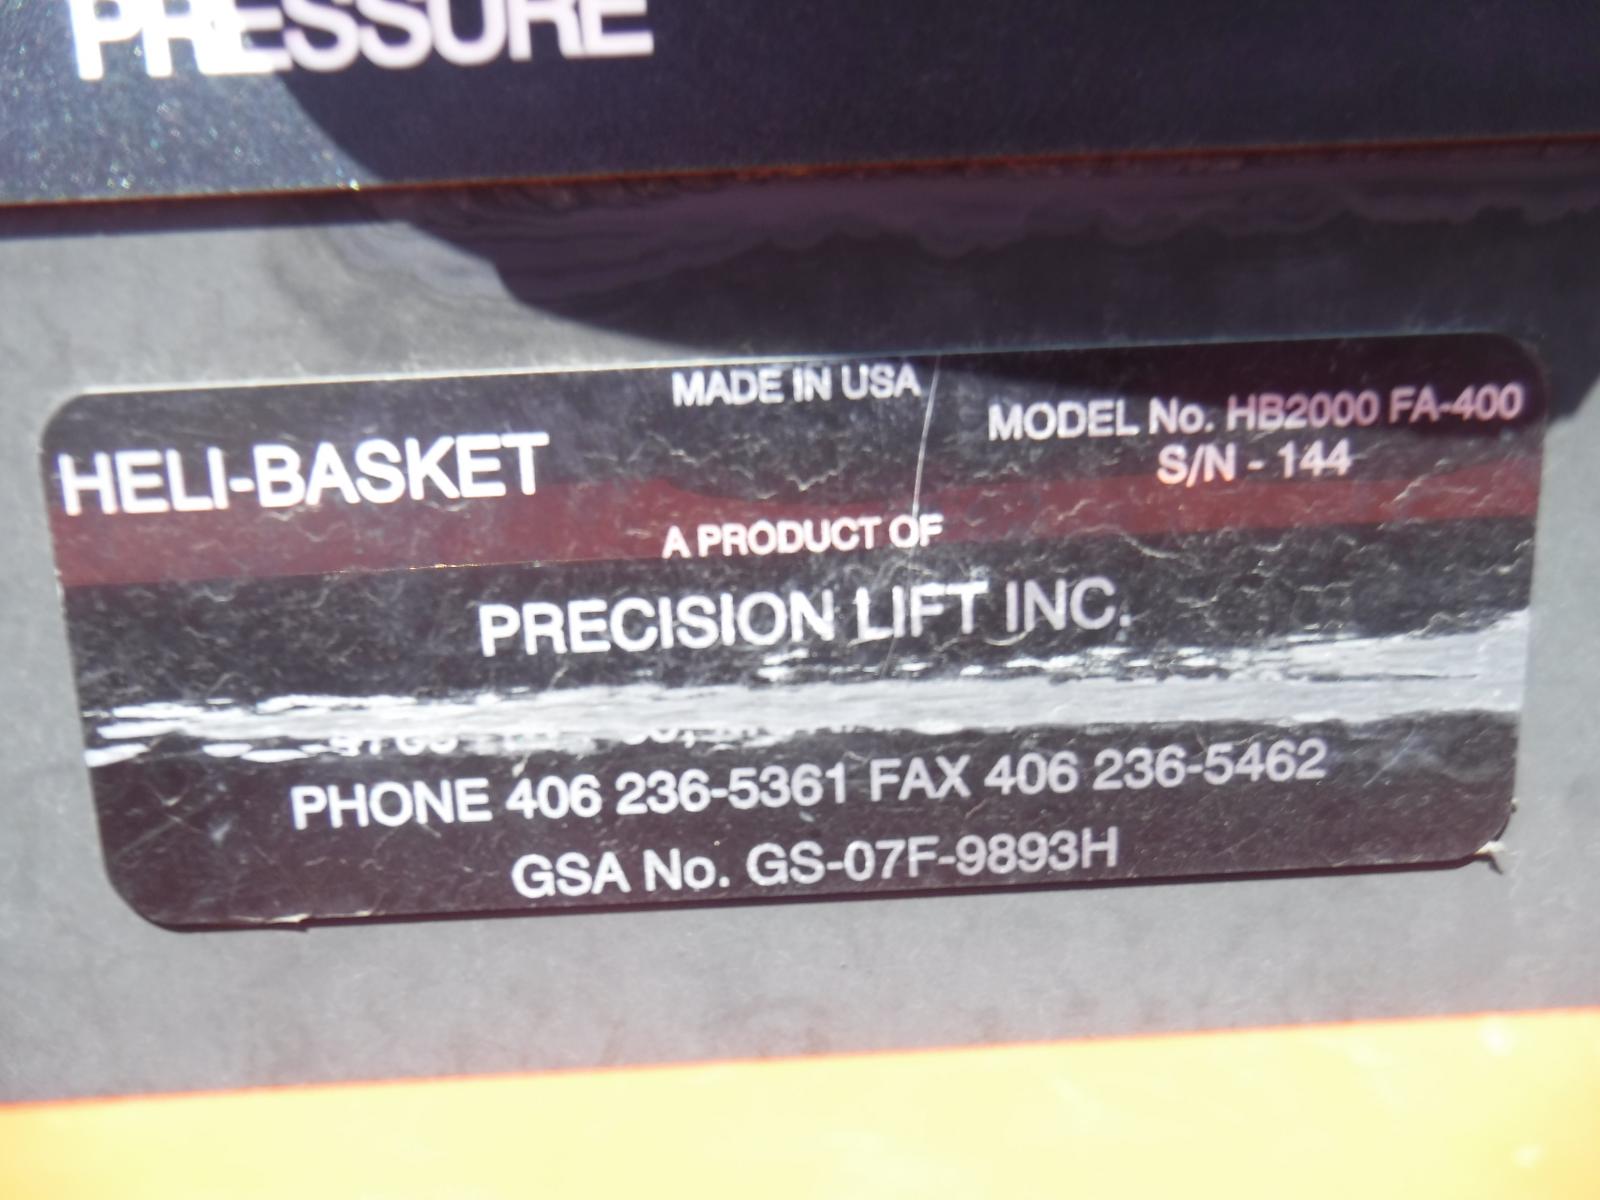 PRESSURE
MADE IN USA
MODEL No. HB2000 FA-400
HELI-BASKET
S/N - 144
A PRODUCT OF
PRECISION LIFT INC.
PHONE 406 236-5361 FAX 406 236-5462
GSA No. GS-07F-9893H